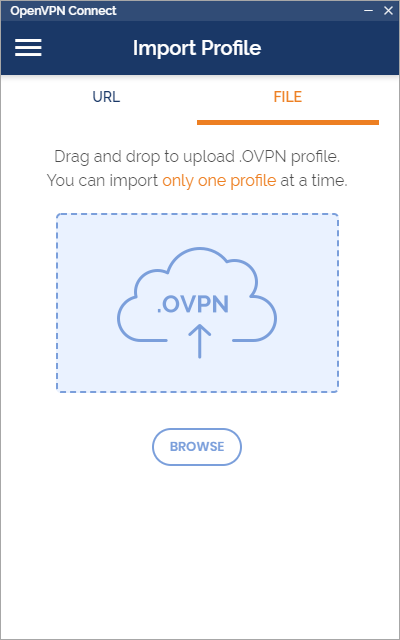 OpenVPN Connect
Import Profile
URL
FILE
Drag and drop to upload .OVPN profile.
You can import only one profile at a time.
.OVPN
BROWSE